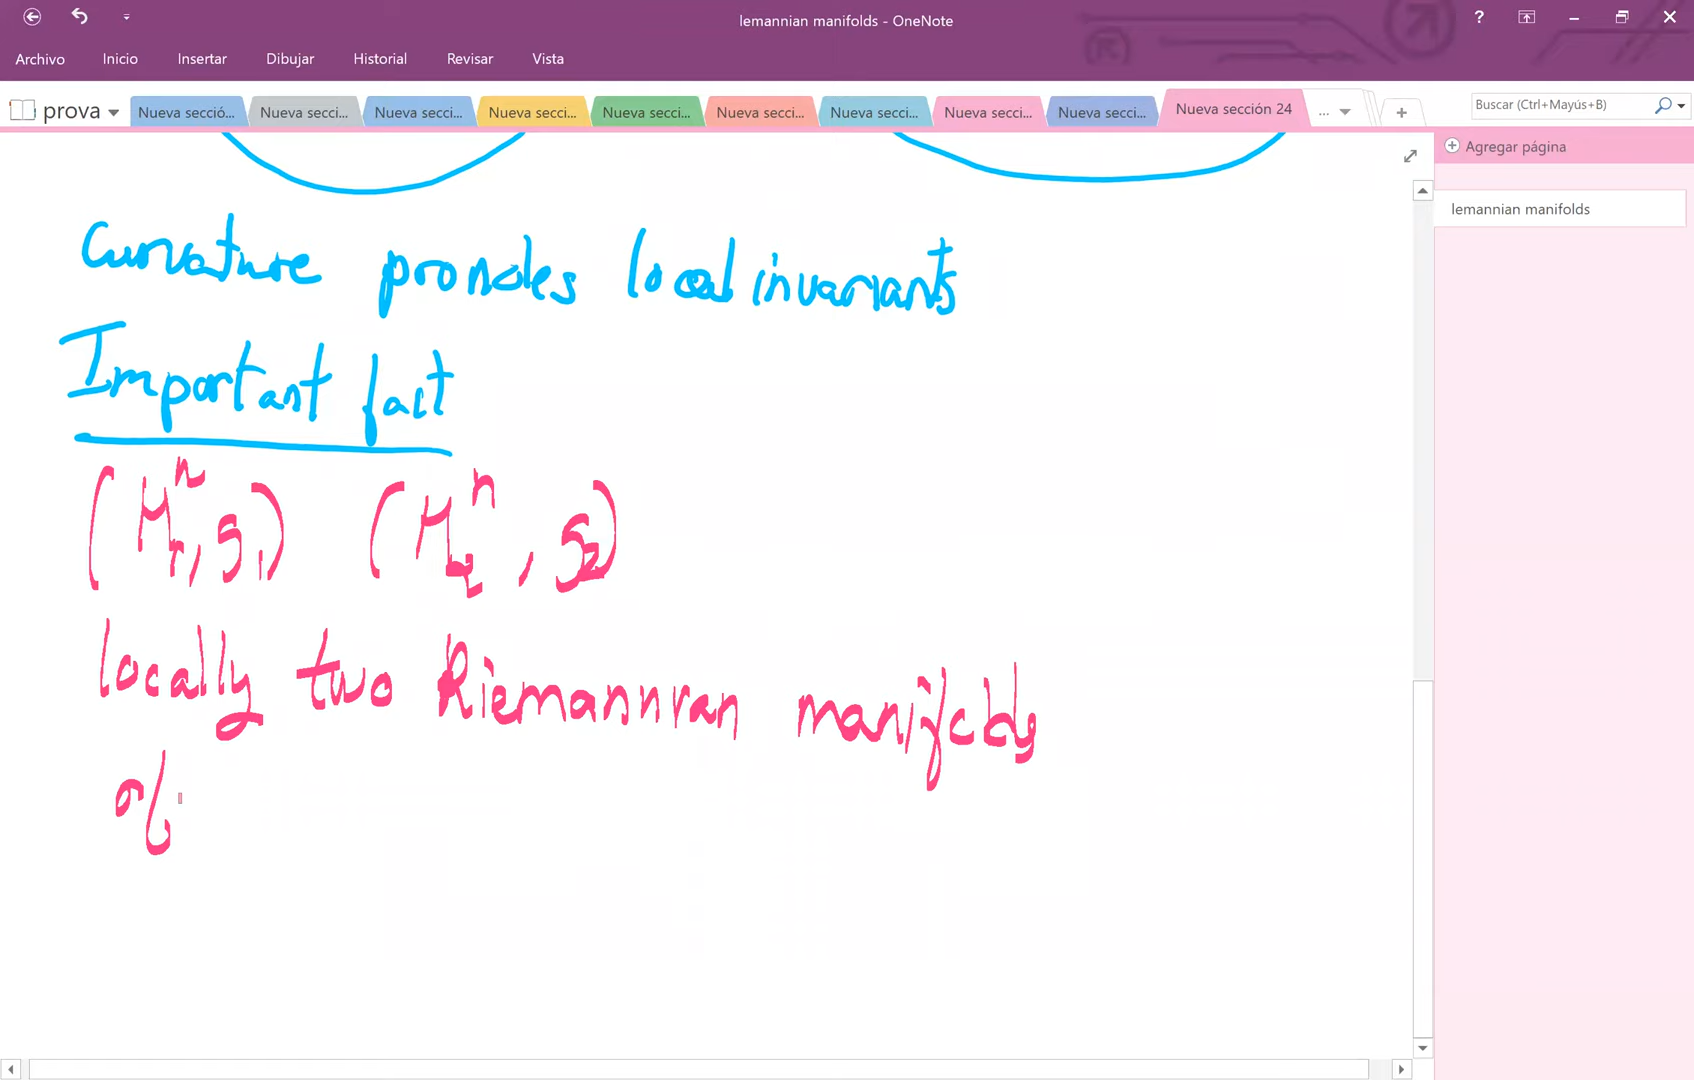 lemannian manifolds - OneNote
?
Archivo Inicio Insertar Dibujar Historial Revisar Vista
prova Nueva secció... Nueva secci... Nueva secci... Nueva secci... Nueva secci... Nueva secci... Nueva secci... Nueva secci... Nueva secci... Nueva sección 24 ... Buscar (Ctrl+Mayús+B)
Agregar página
lemannian manifolds
Curvature provides local invariants
Important fact
(M₁ⁿ, g₁) (M₂ⁿ, g₂)
locally two Riemannian manifolds
of